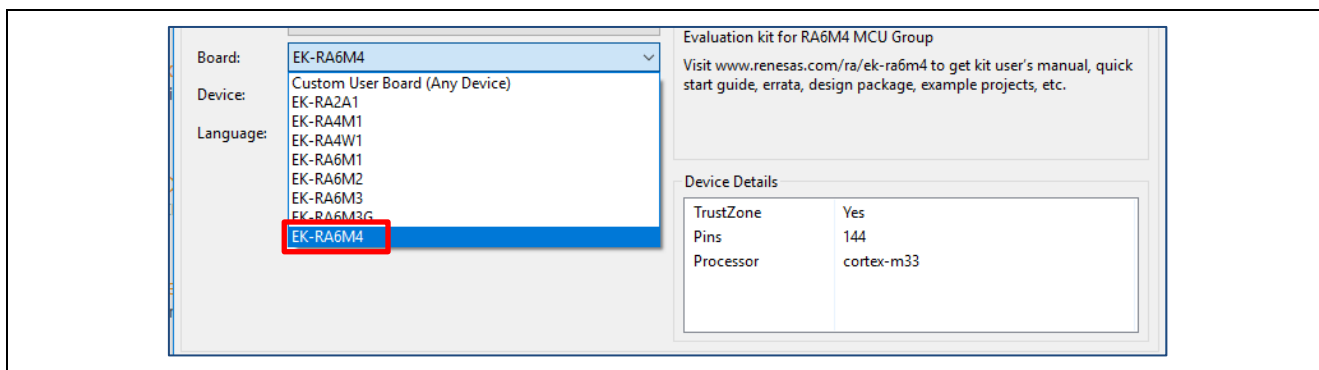 Board:
EK-RA6M4
Custom User Board (Any Device)
Device:
EK-RA2A1
EK-RA4M1
Language:
EK-RA4W1
EK-RA6M1
EK-RA6M2
EK-RA6M3
EK-RA6M3G
EK-RA6M4
Evaluation kit for RA6M4 MCU Group
Visit www.renesas.com/ra/ek-ra6m4 to get kit user's manual, quick
start guide, errata, design package, example projects, etc.
Device Details
TrustZone Yes
Pins 144
Processor cortex-m33